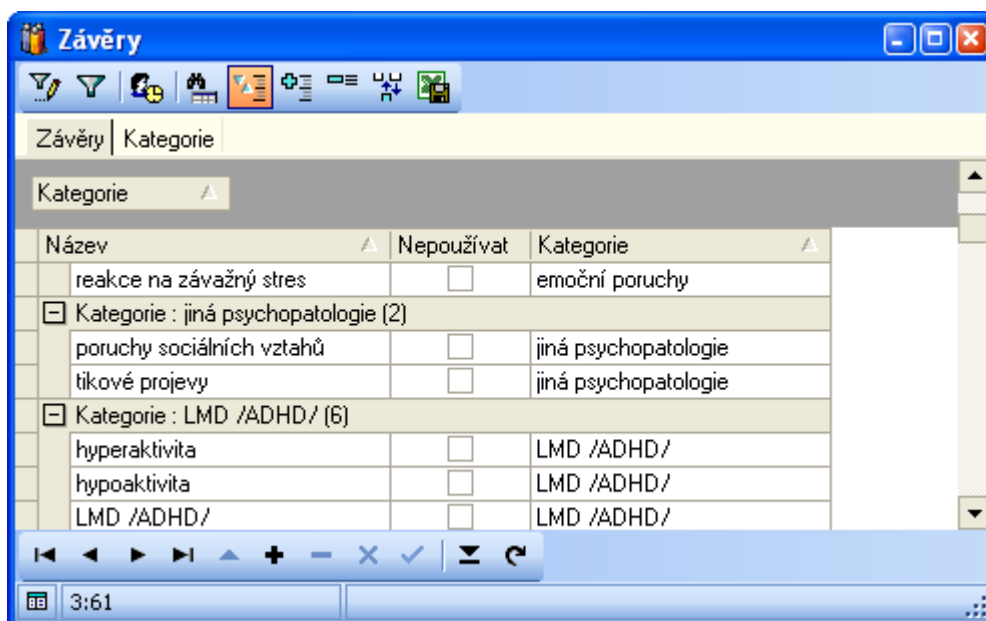 Závěry
Závěry Kategorie
Kategorie
Název Nepoužívat Kategorie
reakce na závažný stres emoční poruchy
Kategorie : jiná psychopatologie (2)
poruchy sociálních vztahů jiná psychopatologie
tikové projevy jiná psychopatologie
Kategorie : LMD /ADHD/ (6)
hyperaktivita LMD /ADHD/
hypoaktivita LMD /ADHD/
LMD /ADHD/ LMD /ADHD/
3:61